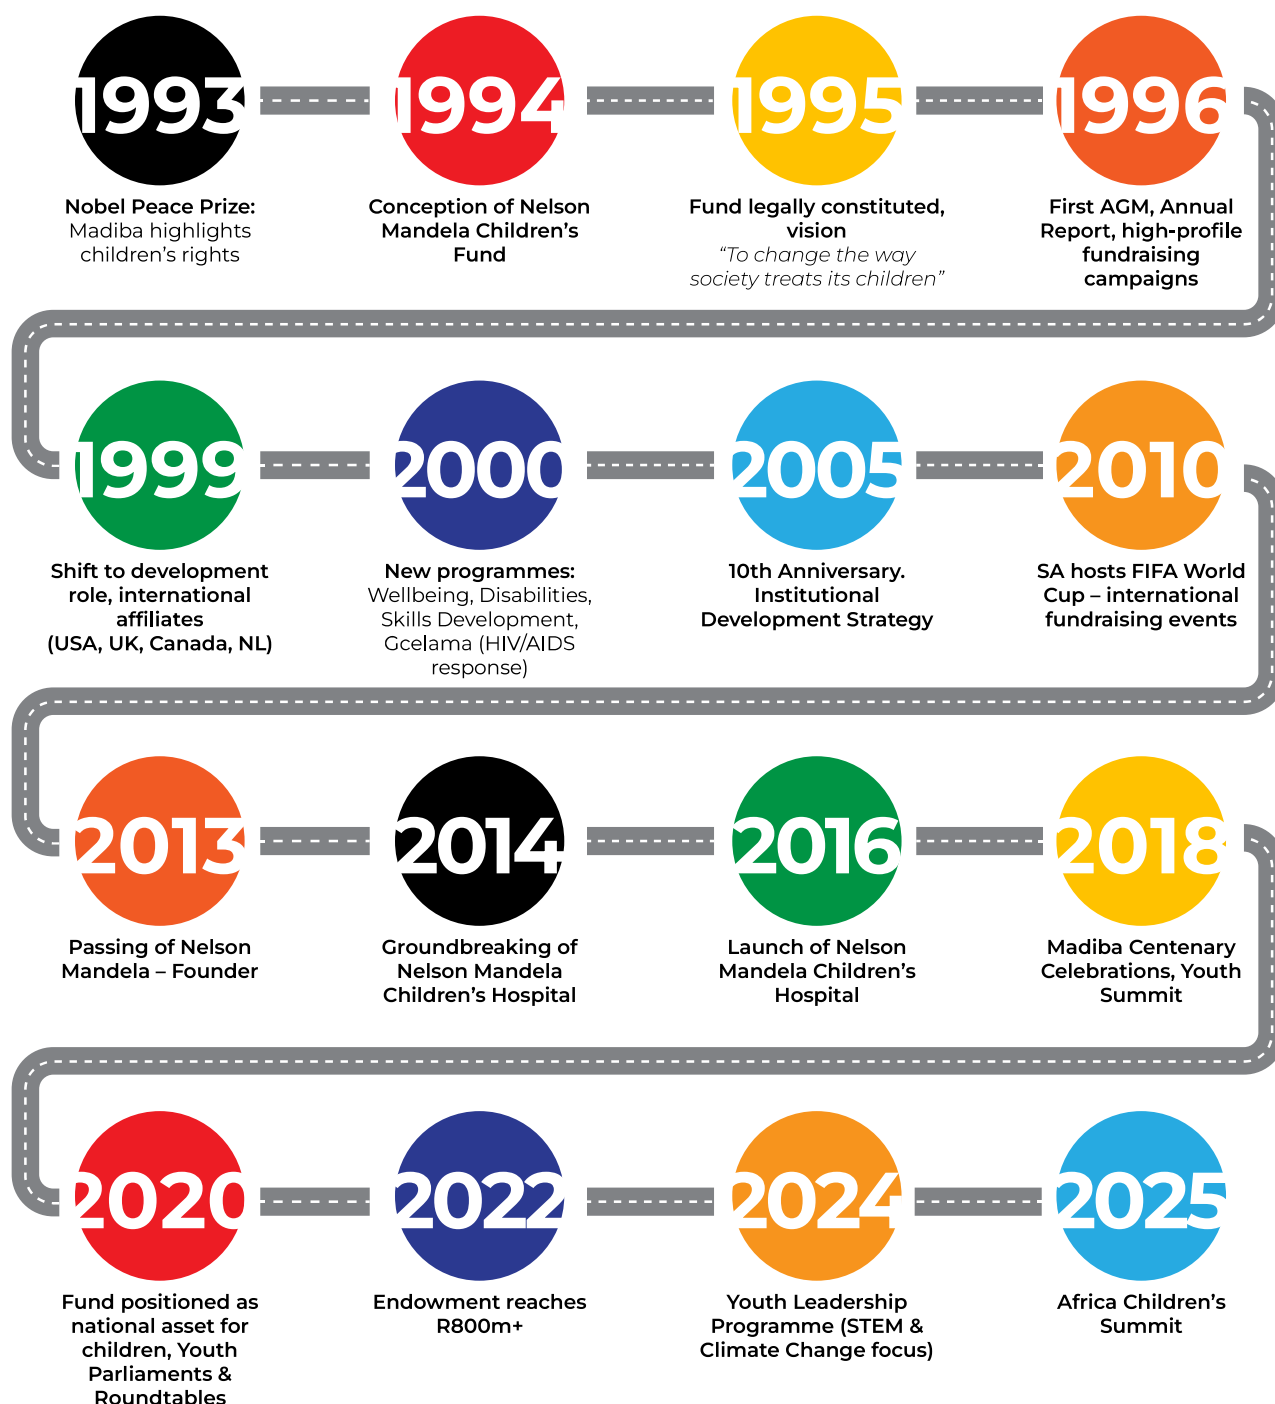 1993
Nobel Peace Prize:
Madiba highlights
children’s rights
1994
Conception of Nelson
Mandela Children’s
Fund
1995
Fund legally constituted,
vision
“To change the way
society treats its children”
1996
First AGM, Annual
Report, high-profile
fundraising
campaigns
1999
Shift to development
role, international
affiliates
(USA, UK, Canada, NL)
2000
New programmes:
Wellbeing, Disabilities,
Skills Development,
Gcelama (HIV/AIDS
response)
2005
10th Anniversary.
Institutional
Development Strategy
2010
SA hosts FIFA World
Cup – international
fundraising events
2013
Passing of Nelson
Mandela – Founder
2014
Groundbreaking of
Nelson Mandela
Children’s Hospital
2016
Launch of Nelson
Mandela Children’s
Hospital
2018
Madiba Centenary
Celebrations, Youth
Summit
2020
Fund positioned as
national asset for
children, Youth
Parliaments &
Roundtables
2022
Endowment reaches
R800m+
2024
Youth Leadership
Programme (STEM &
Climate Change focus)
2025
Africa Children’s
Summit